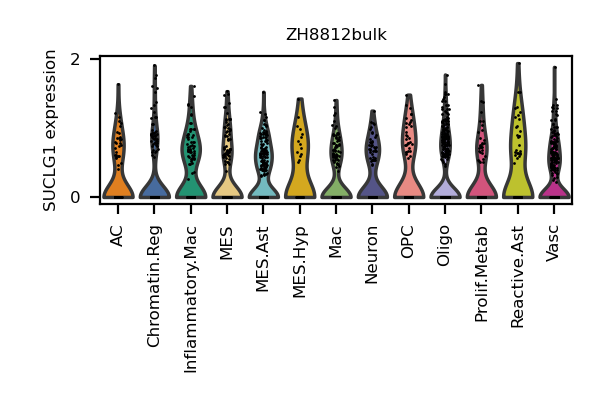 ZH8812bulk
SUCLG1 expression
2
0
AC
Chromatin.Reg
Inflammatory.Mac
MES
MES.Ast
MES.Hyp
Mac
Neuron
OPC
Oligo
Prolif.Metab
Reactive.Ast
Vasc